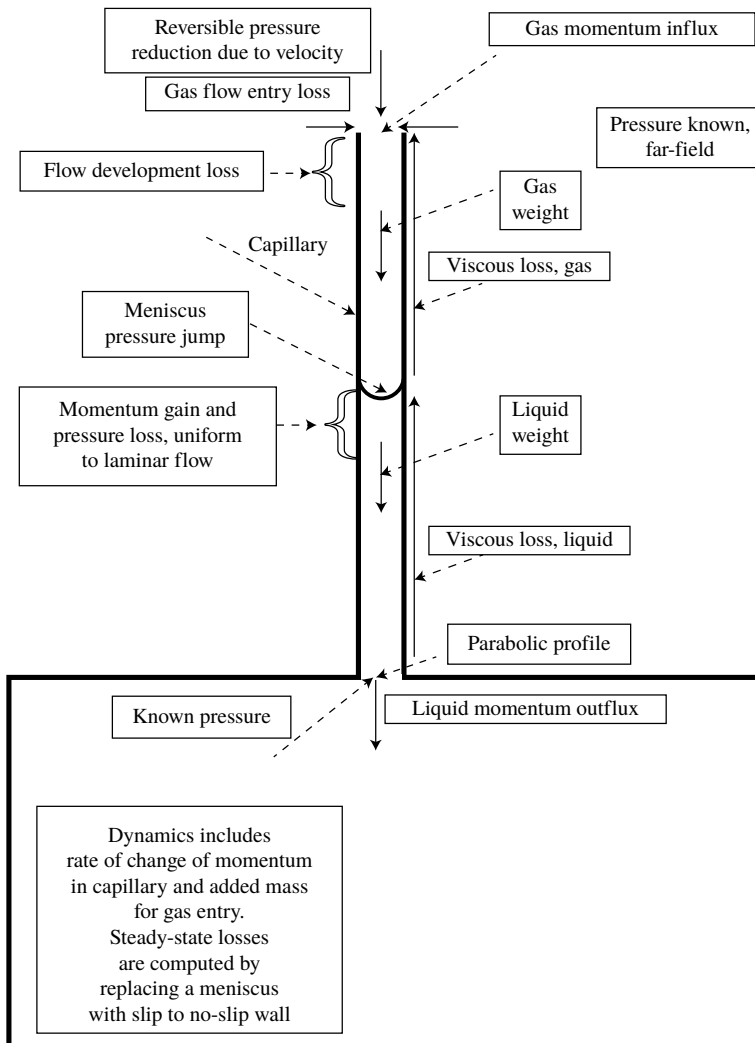 Reversible pressure
reduction due to velocity
Gas momentum influx
Gas flow entry loss
Pressure known,
far-field
Flow development loss
Gas
weight
Capillary
Viscous loss, gas
Meniscus
pressure jump
Momentum gain and
pressure loss, uniform
to laminar flow
Liquid
weight
Viscous loss, liquid
Parabolic profile
Known pressure
Liquid momentum outflux
Dynamics includes
rate of change of momentum
in capillary and added mass
for gas entry.
Steady-state losses
are computed by
replacing a meniscus
with slip to no-slip wall